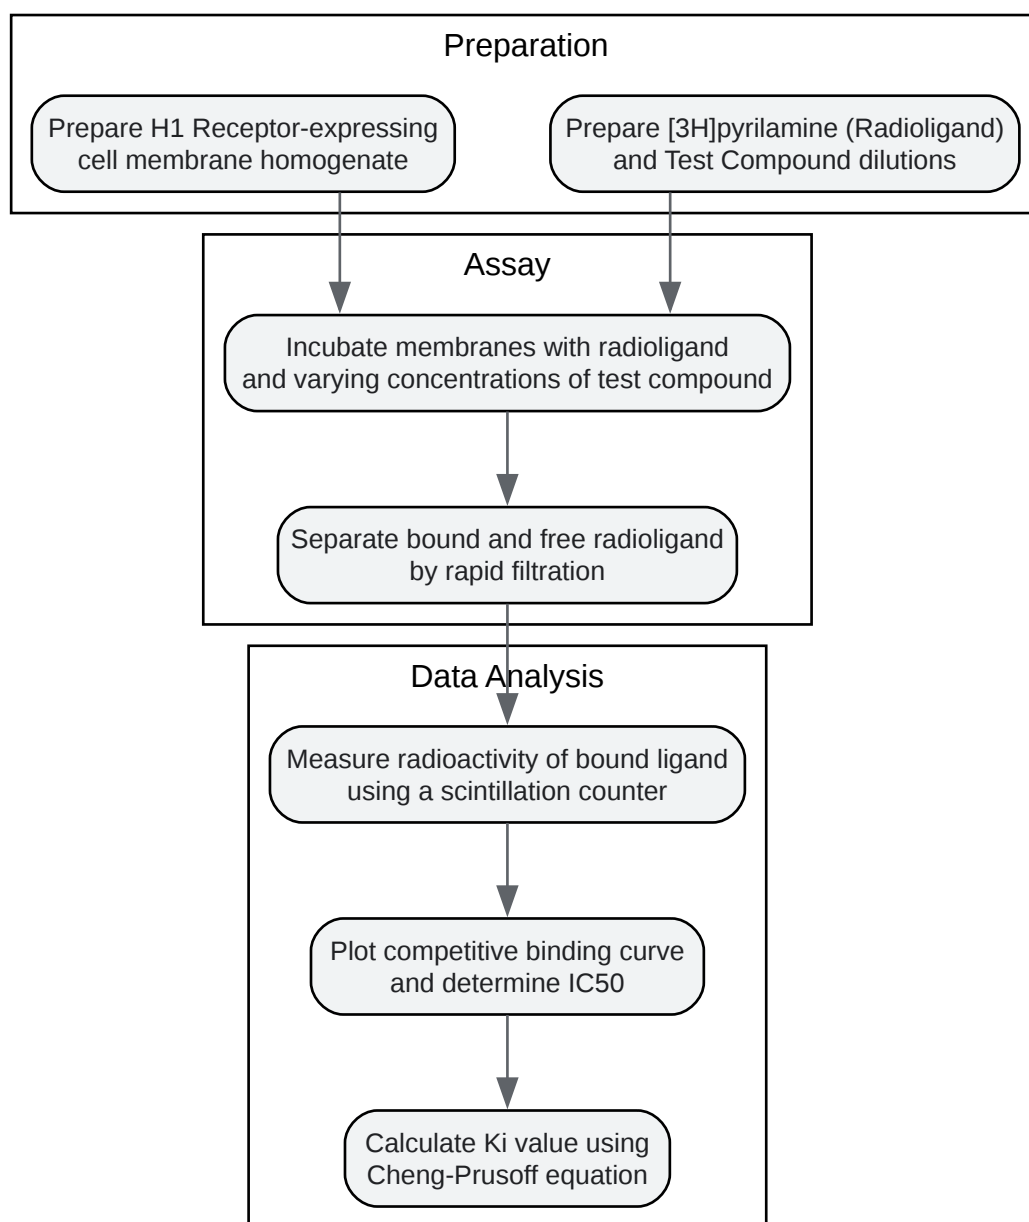 Preparation
Prepare H1 Receptor-expressing
cell membrane homogenate
Prepare [3H]pyrilamine (Radioligand)
and Test Compound dilutions
Assay
Incubate membranes with radioligand
and varying concentrations of test compound
Separate bound and free radioligand
by rapid filtration
Data Analysis
Measure radioactivity of bound ligand
using a scintillation counter
Plot competitive binding curve
and determine IC50
Calculate Ki value using
Cheng-Prusoff equation